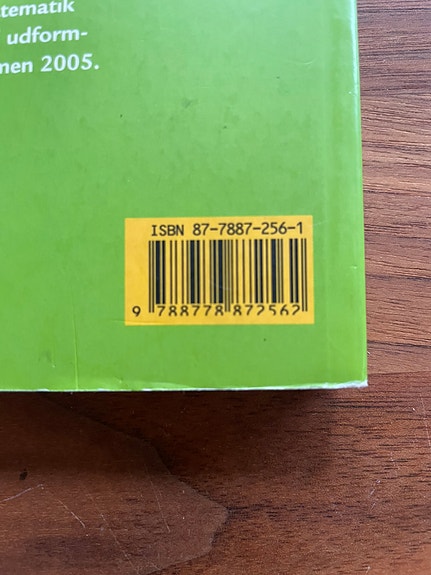 tematik
udform-
nen 2005.
ISBN 87-7887-256-1
9 788778 872562